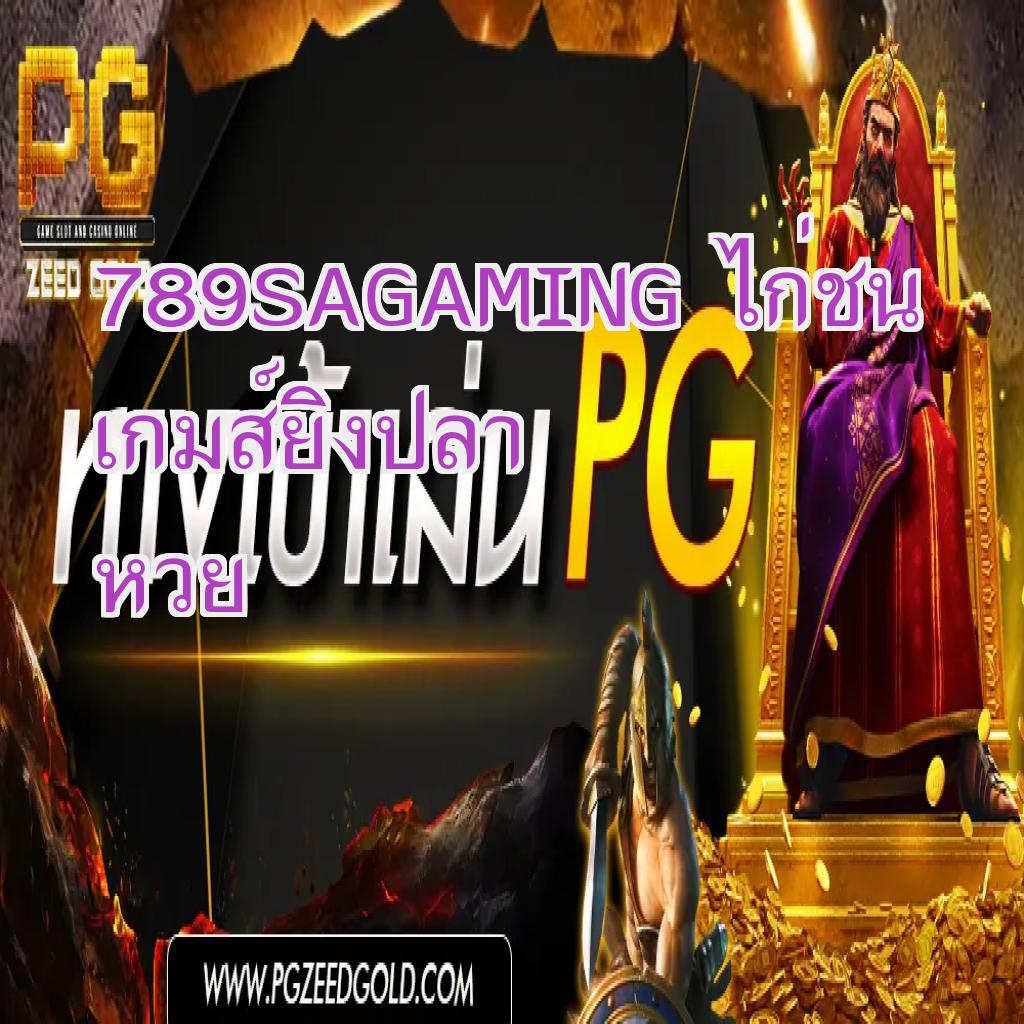 PG
GAME SLOT AND CASINO ONLINE
ZEED GOLD
789SAGAMING ไก่ชน
เกมส์ยิงปลา
ทางเข้าเล่น PG
หวย
WWW.PGZEEDGOLD.COM